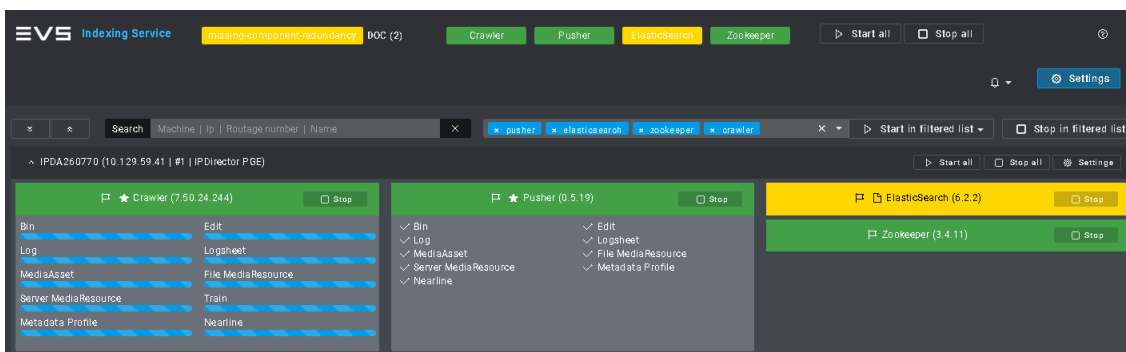 EVS Indexing Service missing-component-redundancy DOC (2) Crawler Pusher ElasticSearch Zookeeper Start all Stop all
Settings
Search Machine | Ip | Routage number | Name × × pusher × elasticsearch × zookeeper × crawler × Start in filtered list Stop in filtered list
IPDA260770 (10.129.59.41 | #1 | IPDirector PGE) Start all Stop all Settings
Crawler (7.50.24.244) Stop
Bin Edit
Log Logsheet
MediaAsset File MediaResource
Server MediaResource Train
Metadata Profile Nearline
Pusher (0.5.19) Stop
Bin Edit
Log Logsheet
MediaAsset File MediaResource
Server MediaResource Metadata Profile
Nearline
ElasticSearch (6.2.2) Stop
Zookeeper (3.4.11) Stop